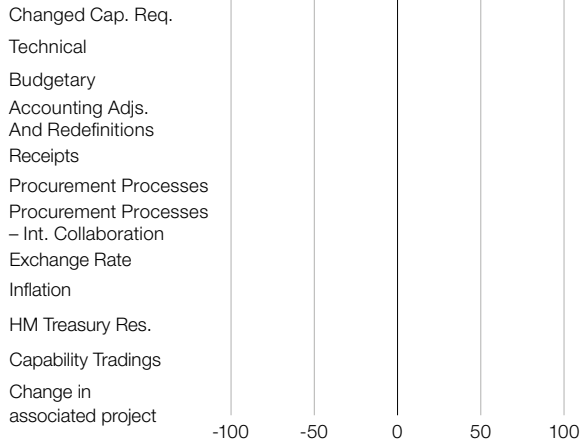 Changed Cap. Req.
Technical
Budgetary
Accounting Adjs.
And Redefinitions
Receipts
Procurement Processes
Procurement Processes
– Int. Collaboration
Exchange Rate
Inflation
HM Treasury Res.
Capability Tradings
Change in
associated project
-100 -50 0 50 100